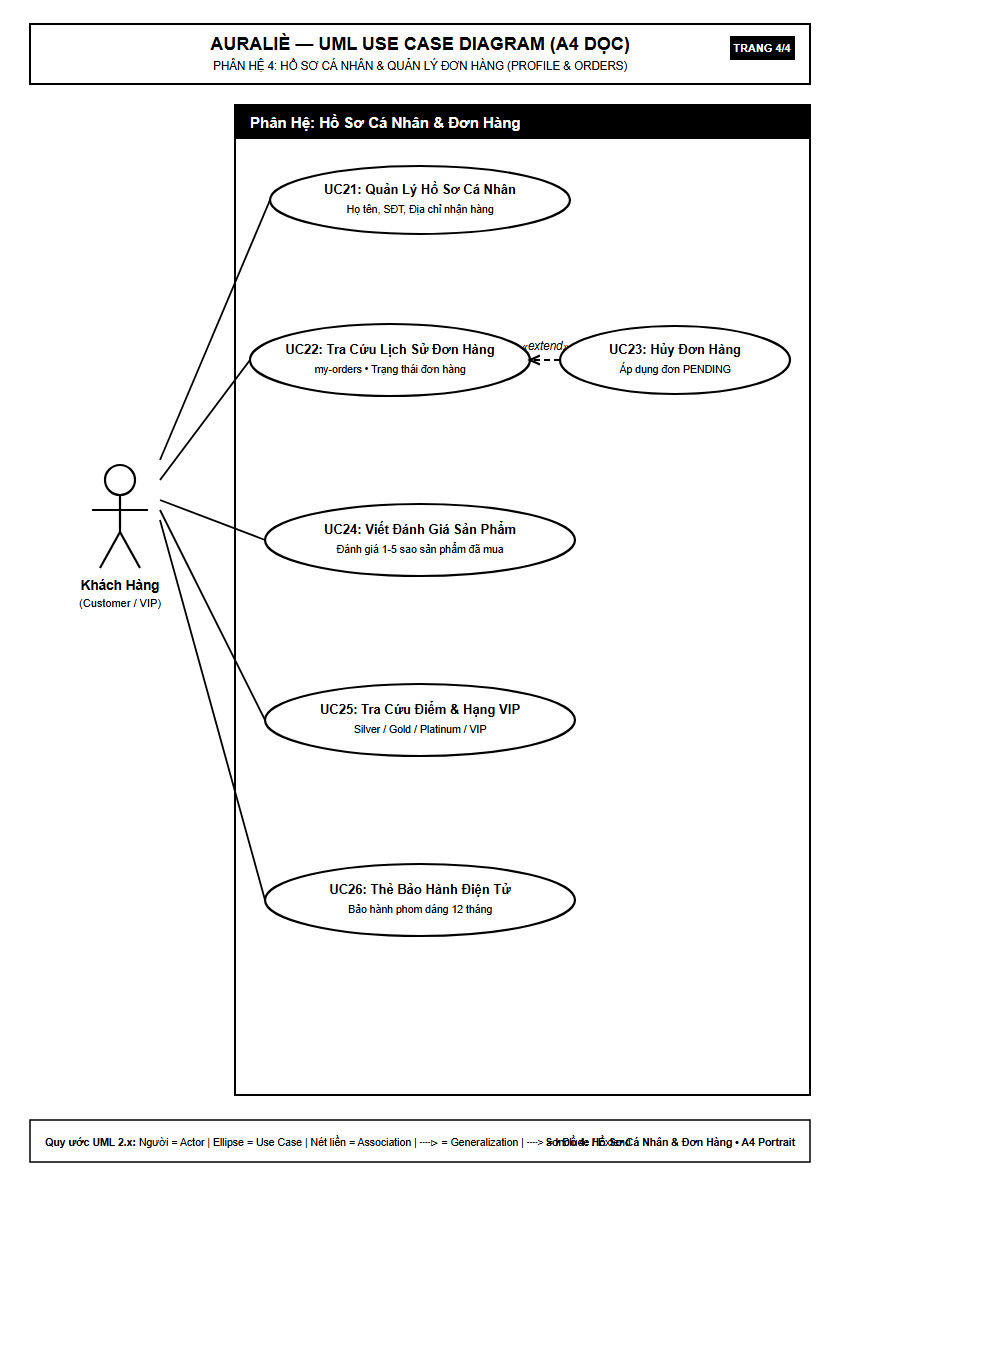 AURALIÈ — UML USE CASE DIAGRAM (A4 DỌC)
PHÂN HỆ 4: HỒ SƠ CÁ NHÂN & QUẢN LÝ ĐƠN HÀNG (PROFILE & ORDERS)
TRANG 4/4
Phân Hệ: Hồ Sơ Cá Nhân & Đơn Hàng
UC21: Quản Lý Hồ Sơ Cá Nhân
Họ tên, SĐT, Địa chỉ nhận hàng
UC22: Tra Cứu Lịch Sử Đơn Hàng
my-orders • Trạng thái đơn hàng
«extend»
UC23: Hủy Đơn Hàng
Áp dụng đơn PENDING
UC24: Viết Đánh Giá Sản Phẩm
Đánh giá 1-5 sao sản phẩm đã mua
Khách Hàng
(Customer / VIP)
UC25: Tra Cứu Điểm & Hạng VIP
Silver / Gold / Platinum / VIP
UC26: Thẻ Bảo Hành Điện Tử
Bảo hành phom dáng 12 tháng
Quy ước UML 2.x: Người = Actor | Ellipse = Use Case | Nét liền = Association | ----▷ = Generalization | ----> =
Hồ Sơ Cá Nhân & Đơn Hàng • A4 Portrait